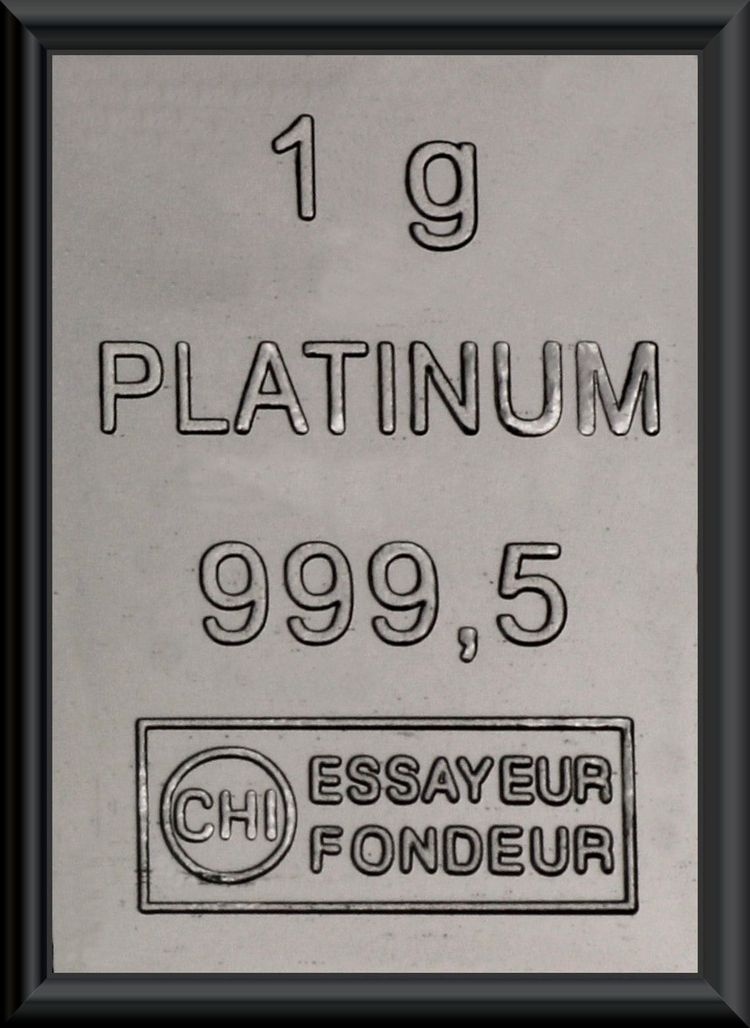 1 g
PLATINUM
999,5
CHI ESSAYEUR
FONDEUR